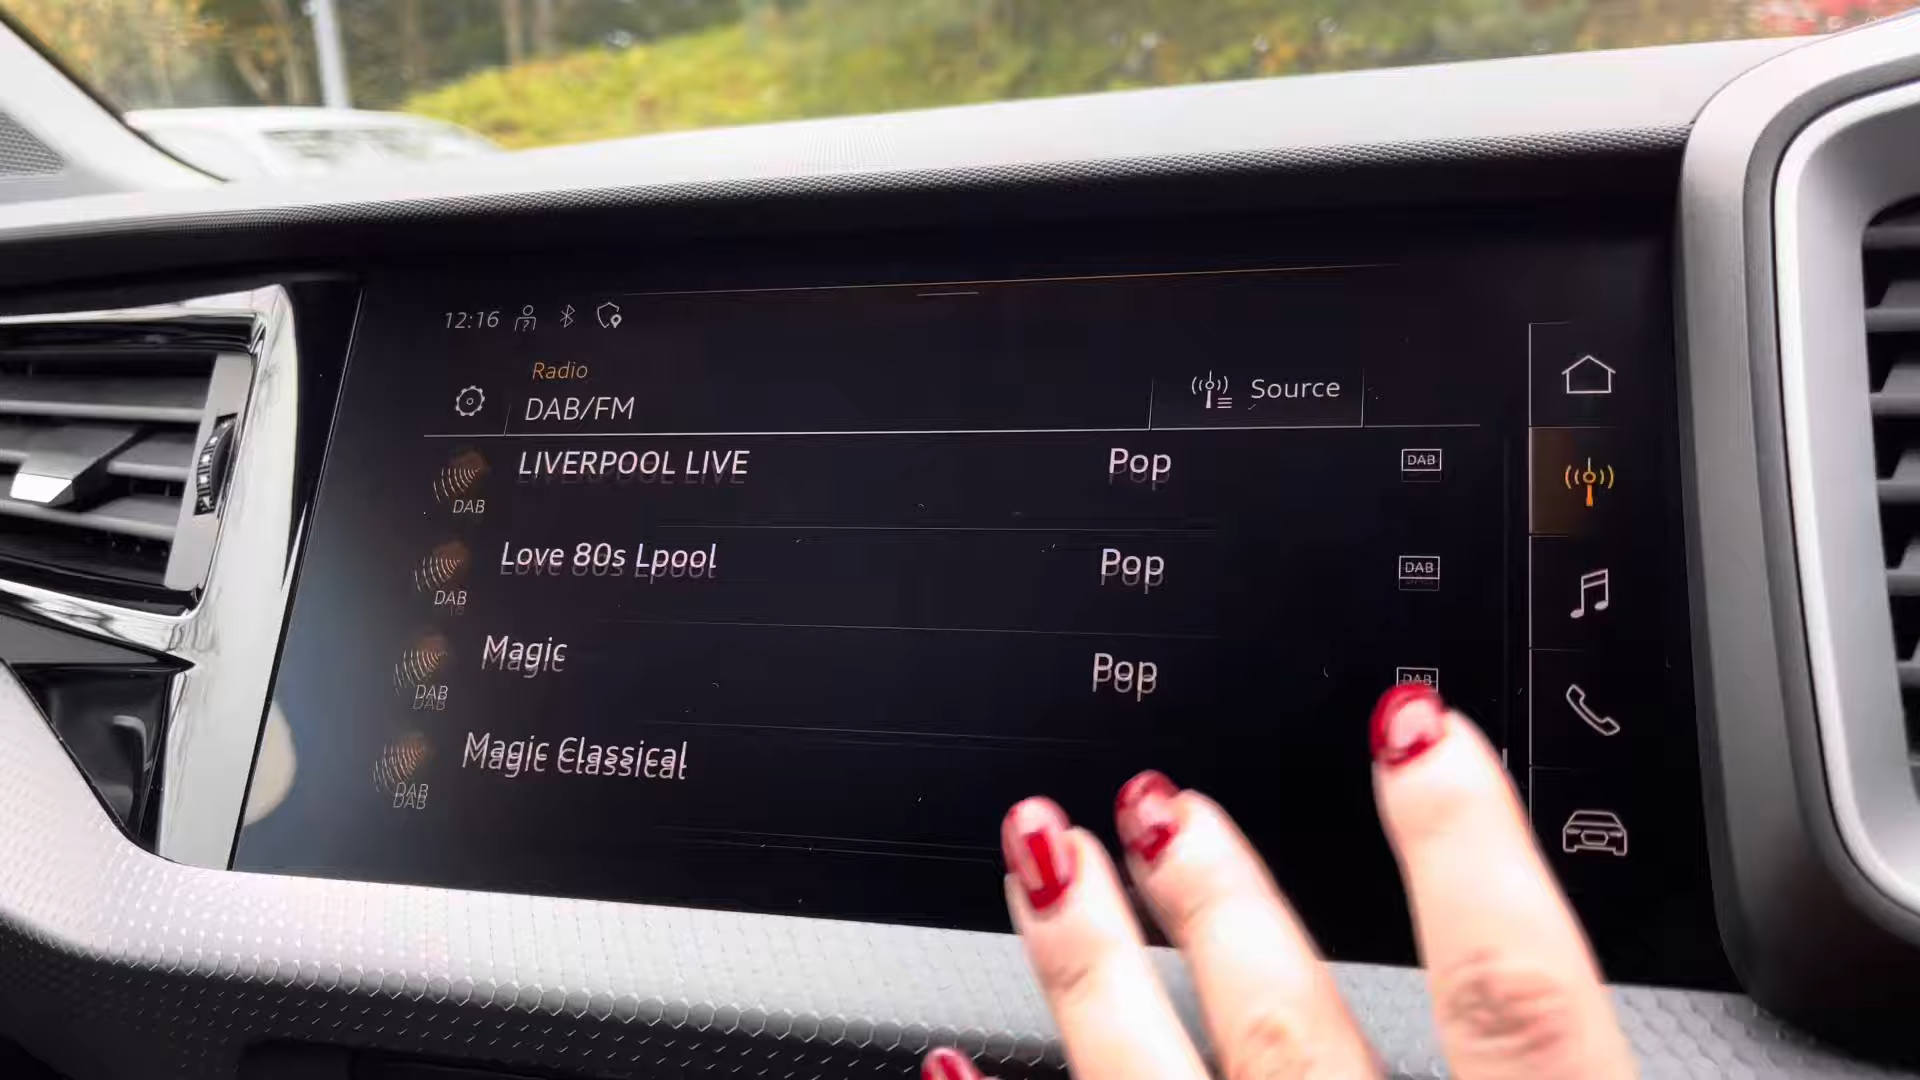 12:16
Radio
DAB/FM
Source
DAB LIVERPOOL LIVE Pop DAB
DAB Love 80s Lpool Pop DAB
DAB Magic Pop DAB
DAB Magic Classical